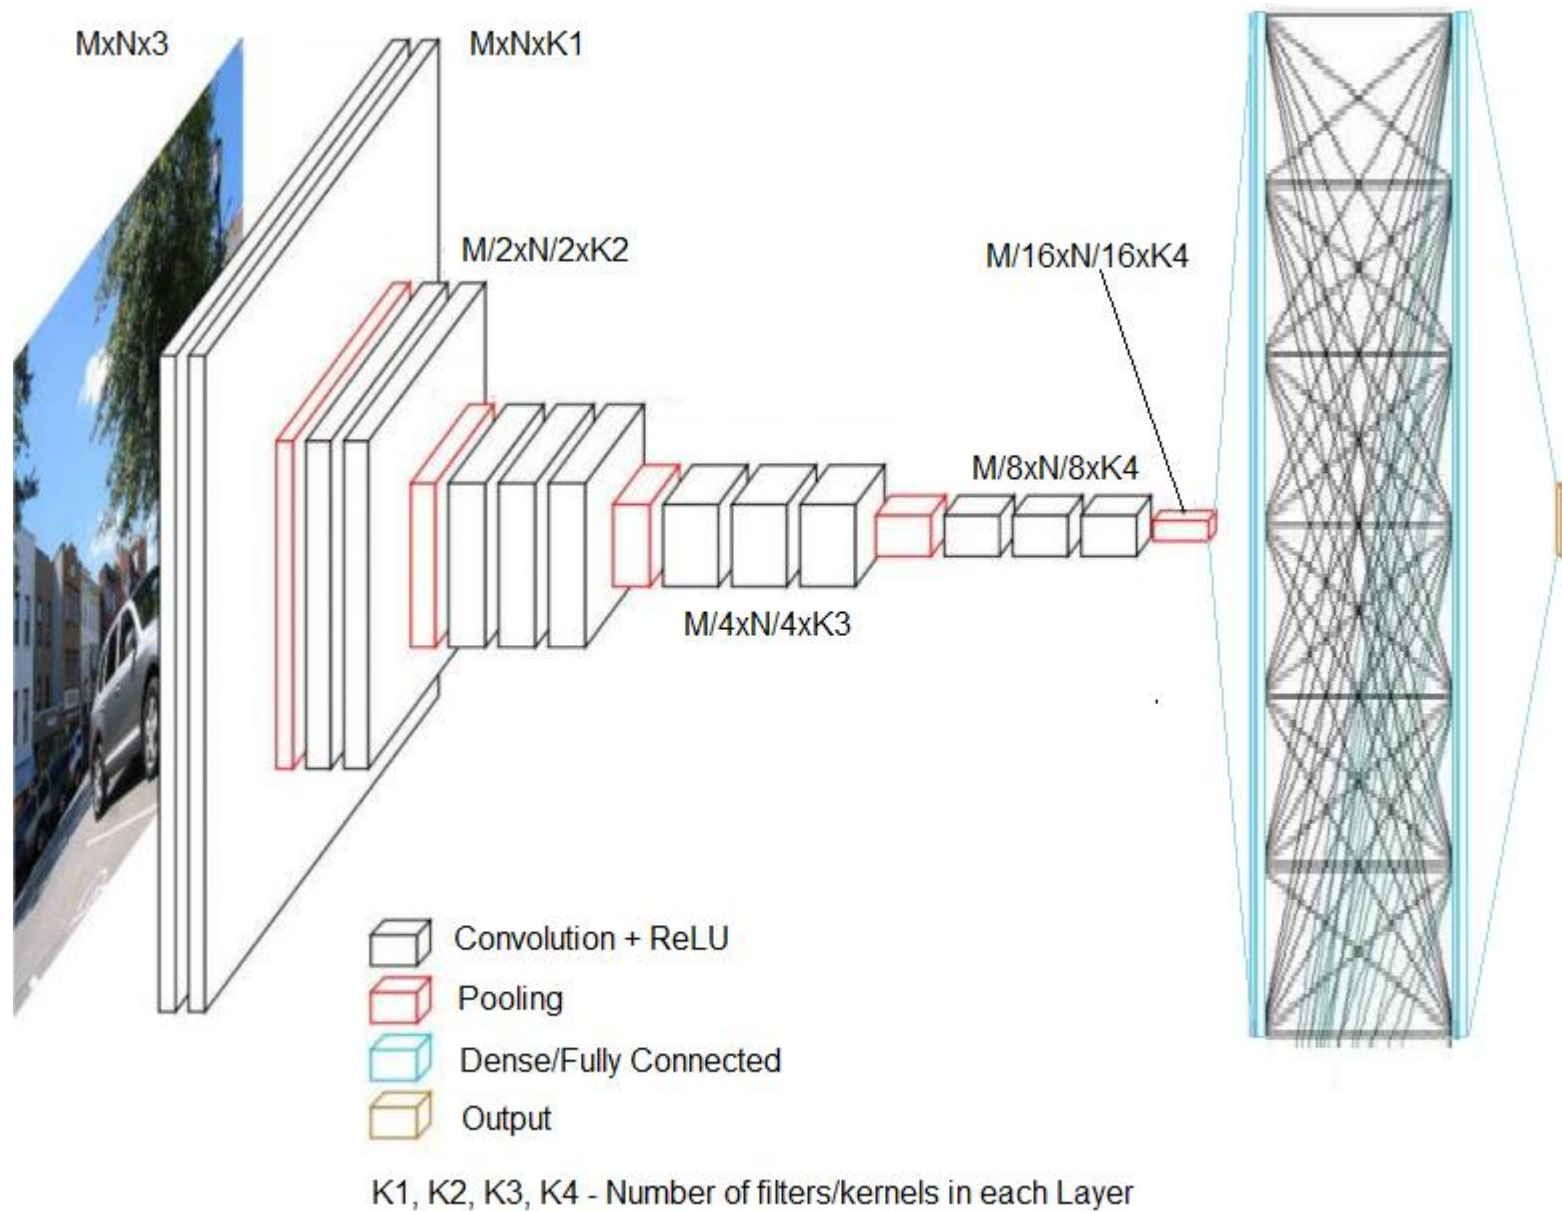 MxNx3
MxNxK1
M/2xN/2xK2
M/16xN/16xK4
M/8xN/8xK4
M/4xN/4xK3
Convolution + ReLU
Pooling
Dense/Fully Connected
Output
K1, K2, K3, K4 - Number of filters/kernels in each Layer